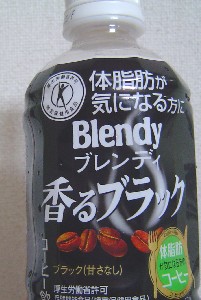 体脂肪が
気になる方に
Blendy
ブレンディ
香るブラック
ブラック(甘さなし)
厚生労働省許可
体脂肪
コーヒー